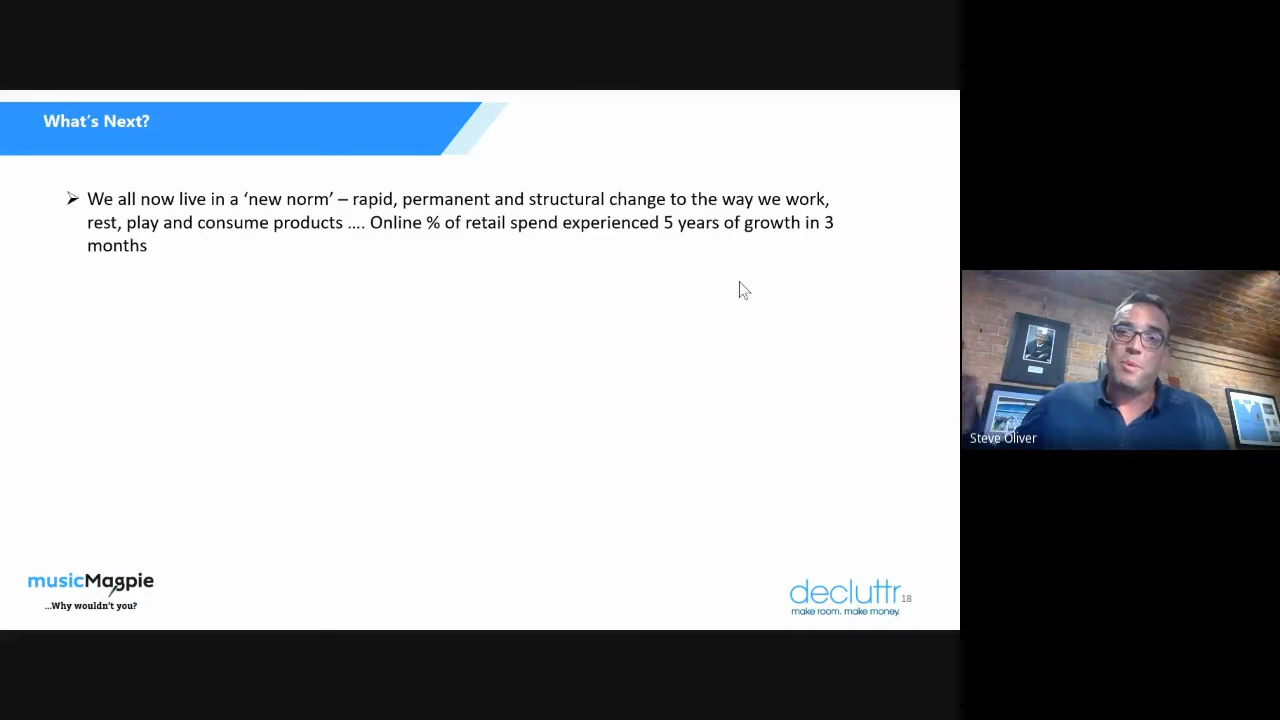 What's Next?
➢ We all now live in a ‘new norm’ – rapid, permanent and structural change to the way we work,
rest, play and consume products .... Online % of retail spend experienced 5 years of growth in 3
months
musicMagpie
...Why wouldn't you?
decluttr
make room. make money.
18
Steve Oliver